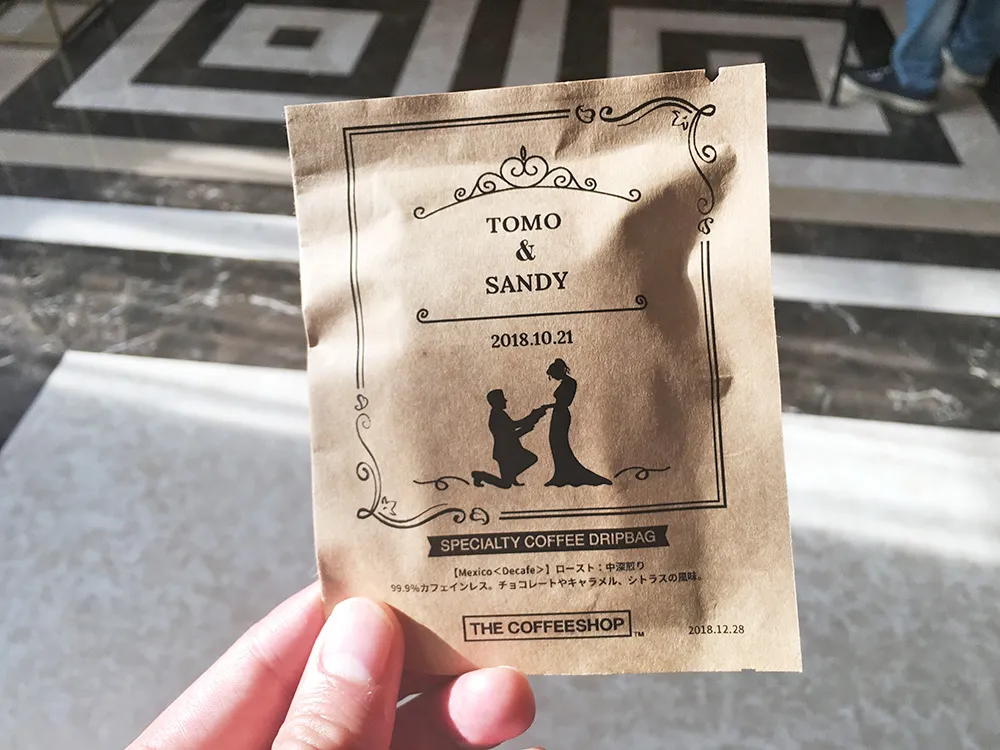 TOMO
&
SANDY
2018.10.21
SPECIALTY COFFEE DRIPBAG
【Mexico＜Decafe＞】ロースト：中深煎り
99.9%カフェインレス。チョコレートやキャラメル、シトラスの風味。
THE COFFEESHOP™
2018.12.28